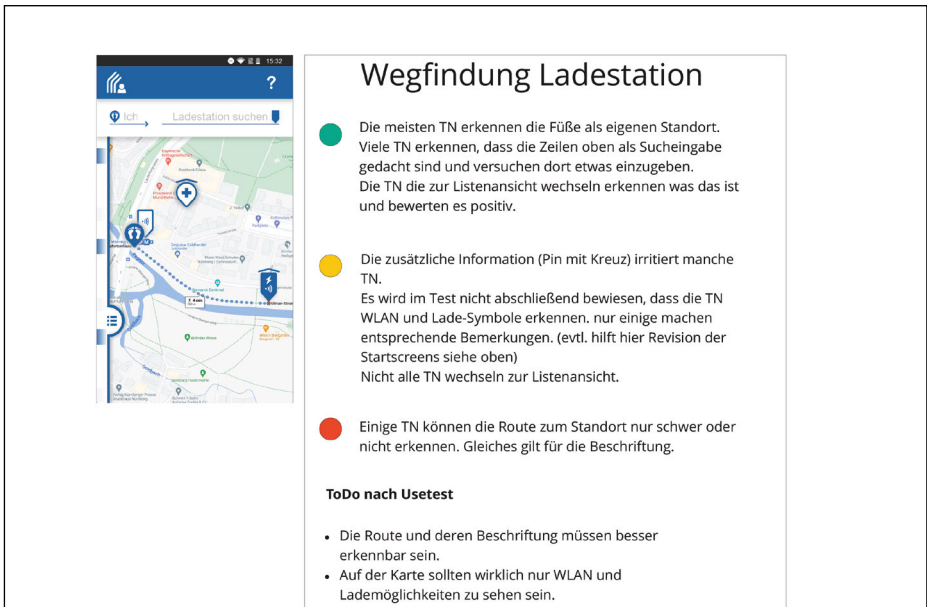 15:32
?
Ich
Ladestation suchen
Wegfindung Ladestation
Die meisten TN erkennen die Füße als eigenen Standort.
Viele TN erkennen, dass die Zeilen oben als Sucheingabe
gedacht sind und versuchen dort etwas einzugeben.
Die TN die zur Listenansicht wechseln erkennen was das ist
und bewerten es positiv.
Die zusätzliche Information (Pin mit Kreuz) irritiert manche
TN.
Es wird im Test nicht abschließend bewiesen, dass die TN
WLAN und Lade-Symbole erkennen. nur einige machen
entsprechende Bemerkungen. (evtl. hilft hier Revision der
Startscreens siehe oben)
Nicht alle TN wechseln zur Listenansicht.
Einige TN können die Route zum Standort nur schwer oder
nicht erkennen. Gleiches gilt für die Beschriftung.
ToDo nach Usetest
• Die Route und deren Beschriftung müssen besser
erkennbar sein.
• Auf der Karte sollten wirklich nur WLAN und
Lademöglichkeiten zu sehen sein.